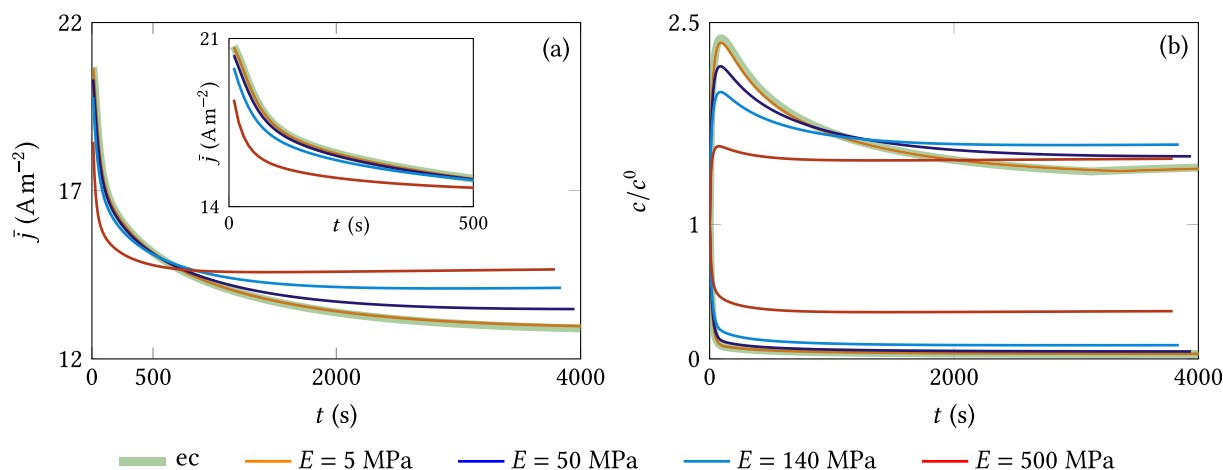 22
17
12
j̄ (A m⁻²)
0
500
2000
4000
t (s)
(a)
21
14
j̄ (A m⁻²)
0
500
t (s)
2.5
1
0
c/c⁰
0
2000
4000
t (s)
(b)
ec
E = 5 MPa
E = 50 MPa
E = 140 MPa
E = 500 MPa